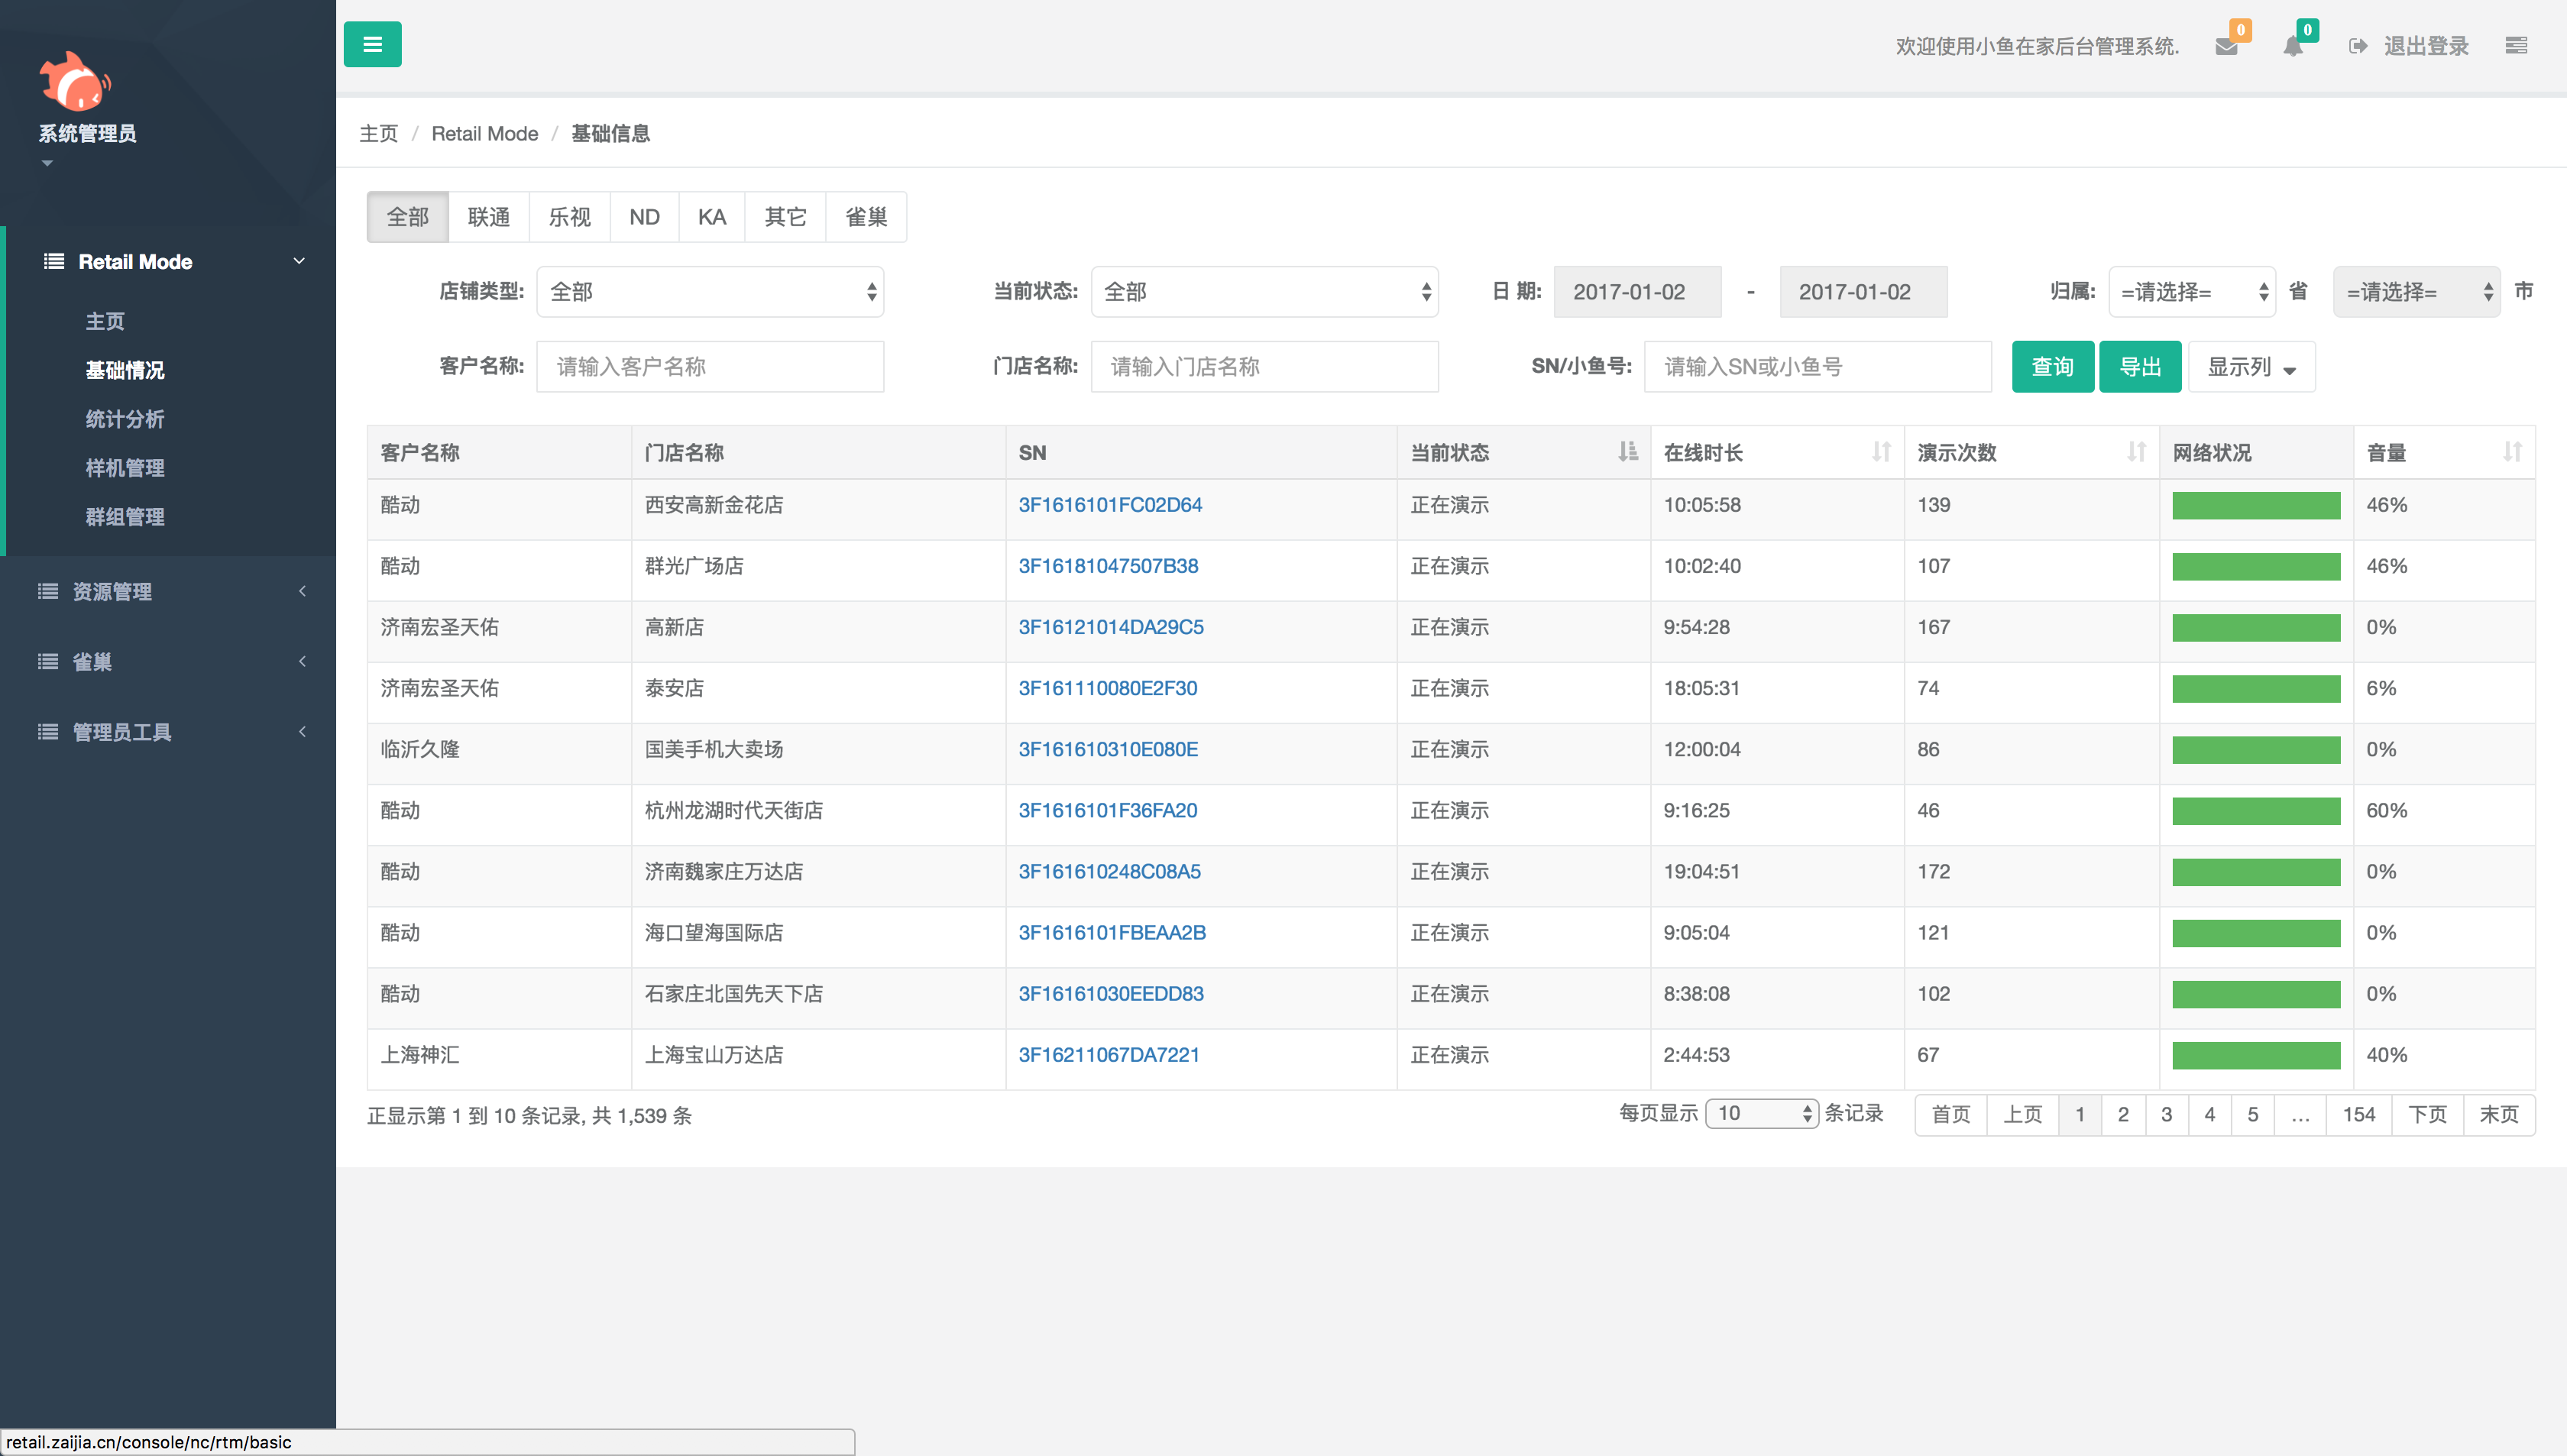 系统管理员
Retail Mode
主页
基础情况
统计分析
样机管理
群组管理
资源管理
雀巢
管理员工具
欢迎使用小鱼在家后台管理系统. 0 0 退出登录
主页 / Retail Mode / 基础信息
全部 联通 乐视 ND KA 其它 雀巢
店铺类型: 全部 当前状态: 全部 日 期: 2017-01-02 - 2017-01-02 归属: =请选择= 省 =请选择= 市
客户名称: 请输入客户名称 门店名称: 请输入门店名称 SN/小鱼号: 请输入SN或小鱼号 查询 导出 显示列
客户名称 门店名称 SN 当前状态 在线时长 演示次数 网络状况 音量
酷动 西安高新金花店 3F1616101FC02D64 正在演示 10:05:58 139 46%
酷动 群光广场店 3F16181047507B38 正在演示 10:02:40 107 46%
济南宏圣天佑 高新店 3F16121014DA29C5 正在演示 9:54:28 167 0%
济南宏圣天佑 泰安店 3F161110080E2F30 正在演示 18:05:31 74 6%
临沂久隆 国美手机大卖场 3F161610310E080E 正在演示 12:00:04 86 0%
酷动 杭州龙湖时代天街店 3F1616101F36FA20 正在演示 9:16:25 46 60%
酷动 济南魏家庄万达店 3F161610248C08A5 正在演示 19:04:51 172 0%
酷动 海口望海国际店 3F1616101FBEAA2B 正在演示 9:05:04 121 0%
酷动 石家庄北国先天下店 3F16161030EEDD83 正在演示 8:38:08 102 0%
上海神汇 上海宝山万达店 3F16211067DA7221 正在演示 2:44:53 67 40%
正显示第 1 到 10 条记录, 共 1,539 条 每页显示 10 条记录 首页 上页 1 2 3 4 5 ... 154 下页 末页
retail.zaijia.cn/console/nc/rtm/basic